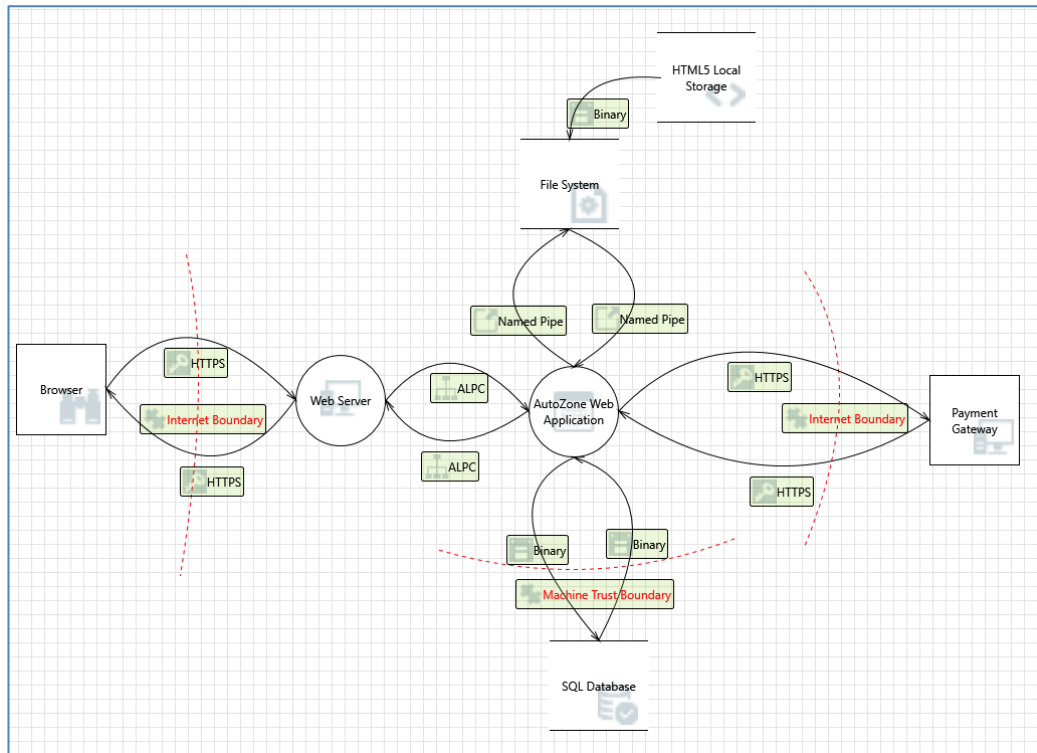 HTML5 Local
Storage
Binary
File System
Named Pipe
Named Pipe
HTTPS
HTTPS
Browser
Web Server
ALPC
AutoZone Web
Application
Internet Boundary
Internet Boundary
Payment
Gateway
ALPC
HTTPS
HTTPS
Binary
Binary
Machine Trust Boundary
SQL Database